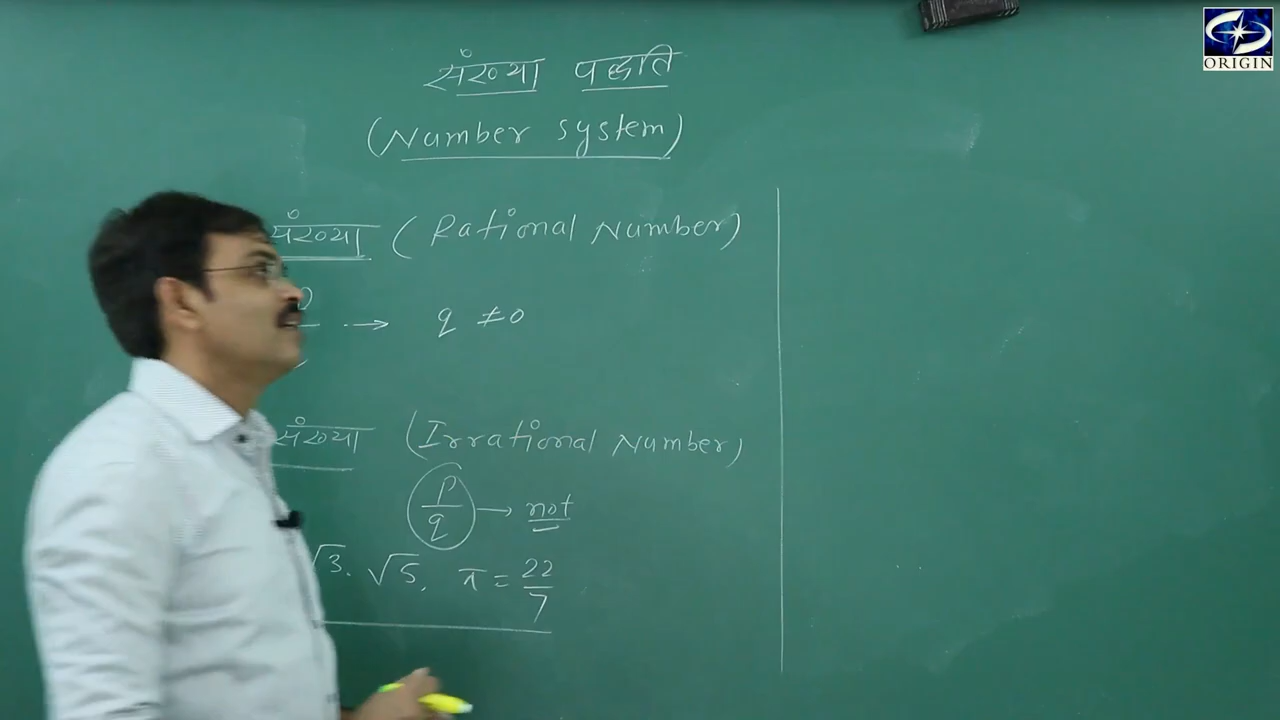 ORIGIN
संख्या पद्धति
(Number system)
संख्या (Rational Number)
→ q ≠ 0
संख्या (Irrational Number)
p/q → not
√3. √5, π = 22/7